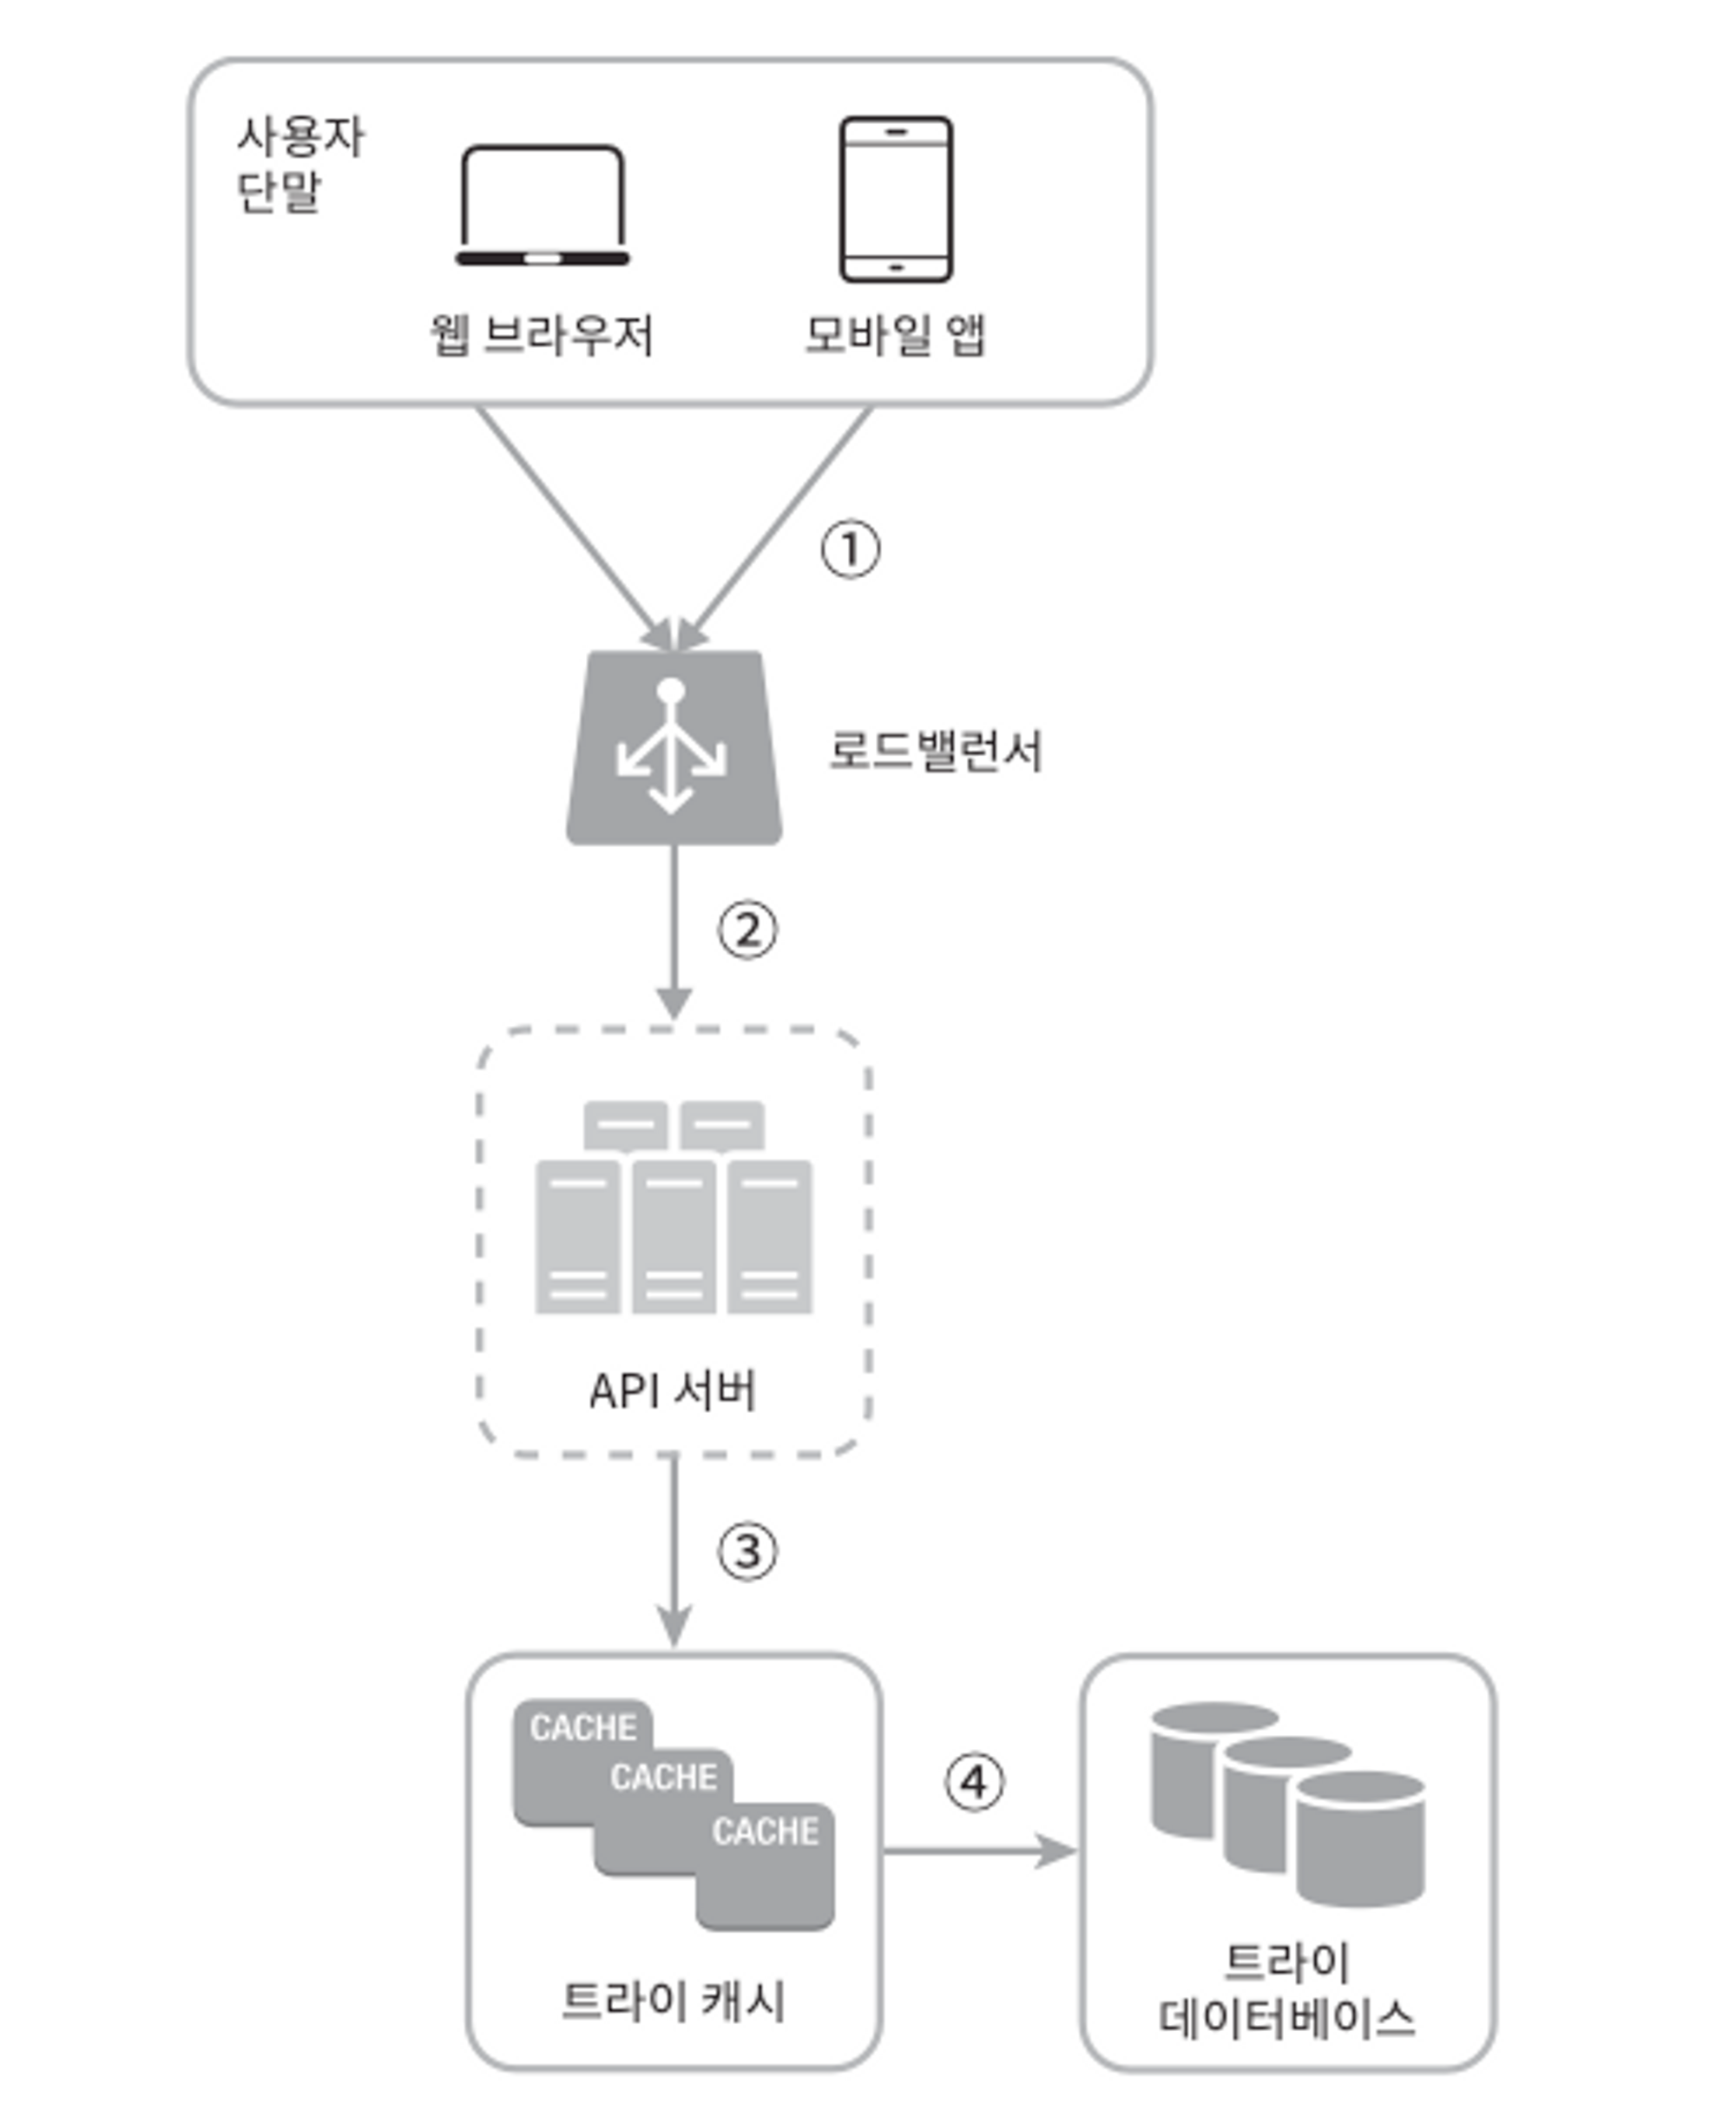 사용자
단말
웹 브라우저
모바일 앱
①
로드밸런서
②
API 서버
③
CACHE
CACHE
CACHE
④
트라이 캐시
트라이
데이터베이스